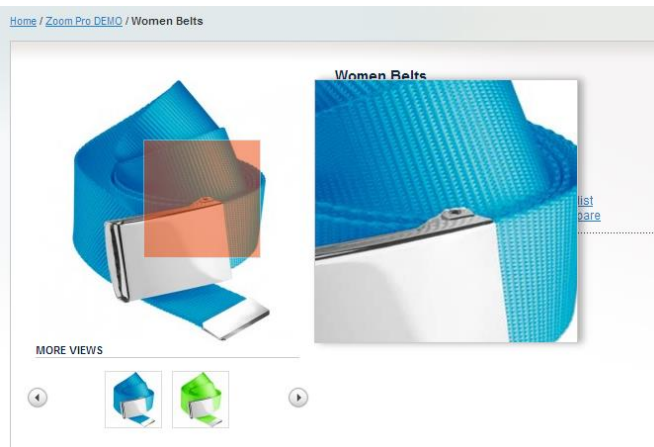 Home / Zoom Pro DEMO / Women Belts
Women Belts
list
pare
MORE VIEWS